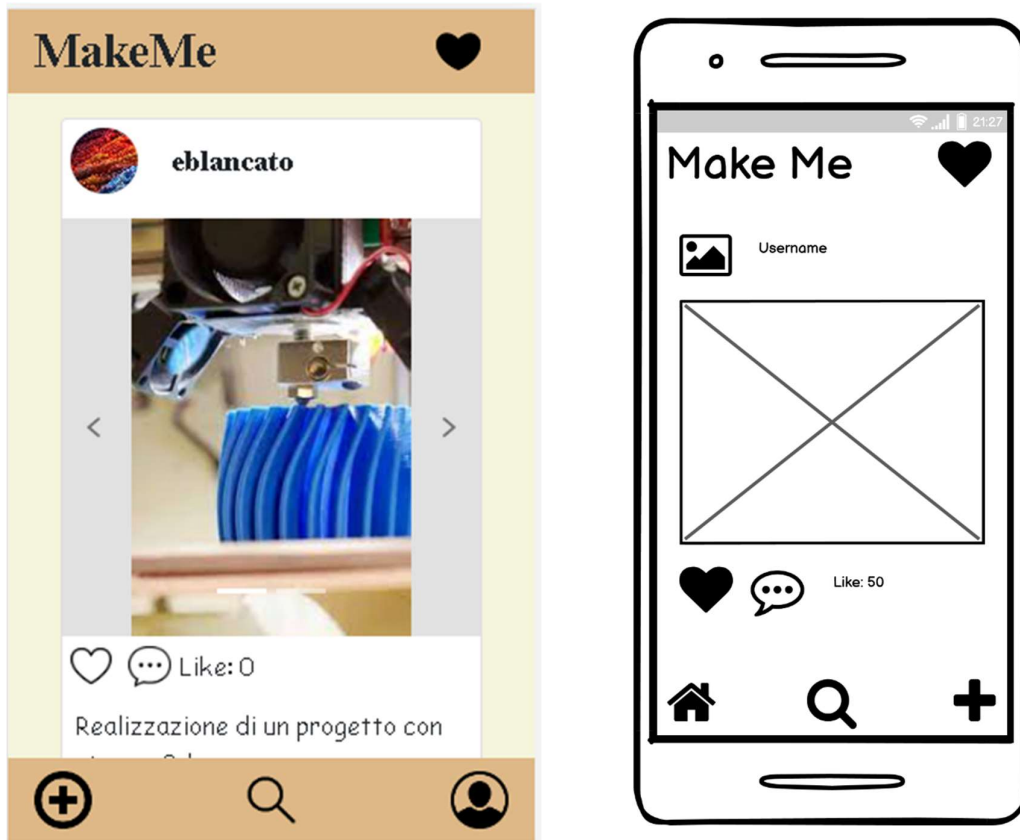 MakeMe
eblancato
Like: 0
Realizzazione di un progetto con
21:27
Make Me
Username
Like: 50